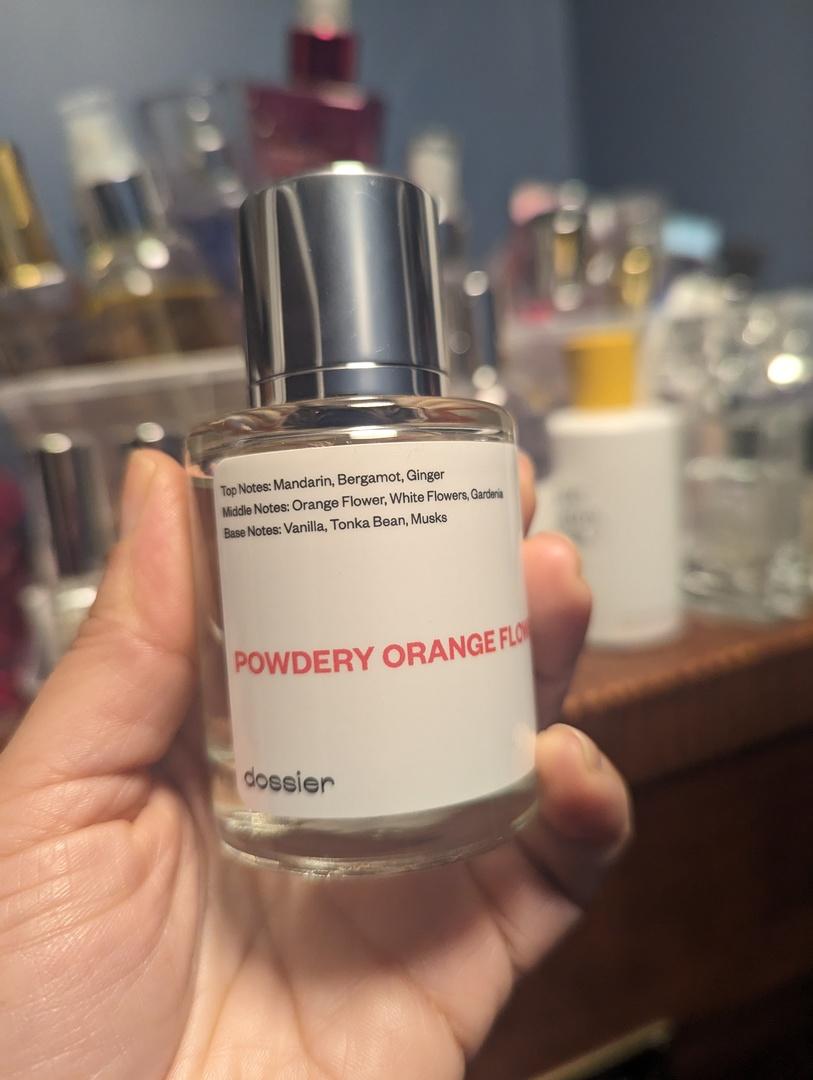 Top Notes: Mandarin, Bergamot, Ginger
Middle Notes: Orange Flower, White Flowers, Gardenia
Base Notes: Vanilla, Tonka Bean, Musks
POWDERY ORANGE FLOW
dossier